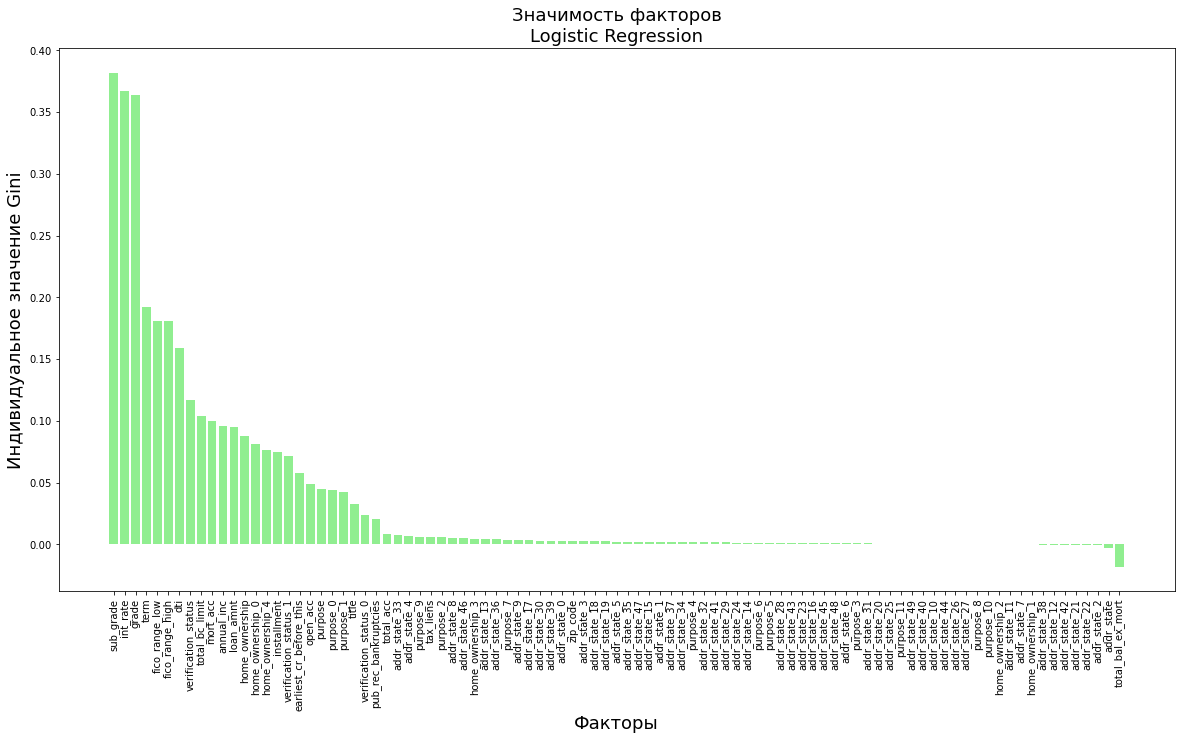 Значимость факторов
Logistic Regression
Индивидуальное значение Gini
0.40
0.35
0.30
0.25
0.20
0.15
0.10
0.05
0.00
sub_grade
int_rate
grade
term
fico_range_low
fico_range_high
dti
verification_status
total_bc_limit
mort_acc
annual_inc
loan_amnt
home_ownership
home_ownership_0
home_ownership_4
installment
verification_status_1
earliest_cr_before_this
open_acc
purpose
purpose_0
purpose_1
title
verification_status_0
pub_rec_bankruptcies
total_acc
addr_state_33
addr_state_4
purpose_9
tax_liens
purpose_2
addr_state_8
addr_state_46
home_ownership_3
addr_state_13
addr_state_36
purpose_7
addr_state_9
addr_state_17
addr_state_30
addr_state_39
addr_state_0
zip_code
addr_state_3
addr_state_18
addr_state_19
addr_state_5
addr_state_35
addr_state_47
addr_state_15
addr_state_1
addr_state_37
addr_state_34
purpose_4
addr_state_32
addr_state_41
addr_state_29
addr_state_24
addr_state_14
purpose_6
purpose_5
addr_state_28
addr_state_43
addr_state_23
addr_state_16
addr_state_45
addr_state_48
addr_state_6
purpose_3
addr_state_31
addr_state_20
addr_state_25
purpose_11
addr_state_49
addr_state_40
addr_state_10
addr_state_44
addr_state_26
addr_state_27
purpose_8
purpose_10
home_ownership_2
addr_state_11
addr_state_7
home_ownership_1
addr_state_38
addr_state_12
addr_state_42
addr_state_21
addr_state_22
addr_state_2
addr_state
total_bal_ex_mort
Факторы